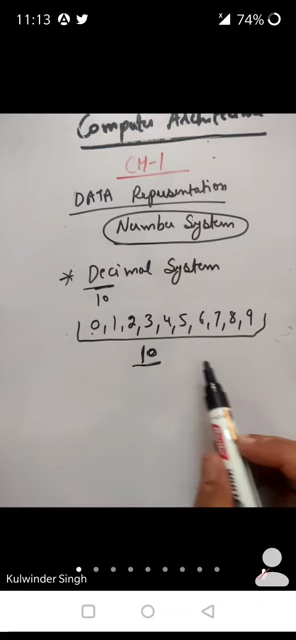 11:13
74%
Computer Architec
CH-1
DATA Representation
Number System
* Decimal System
10
0, 1, 2, 3, 4, 5, 6, 7, 8, 9
10
Kulwinder Singh